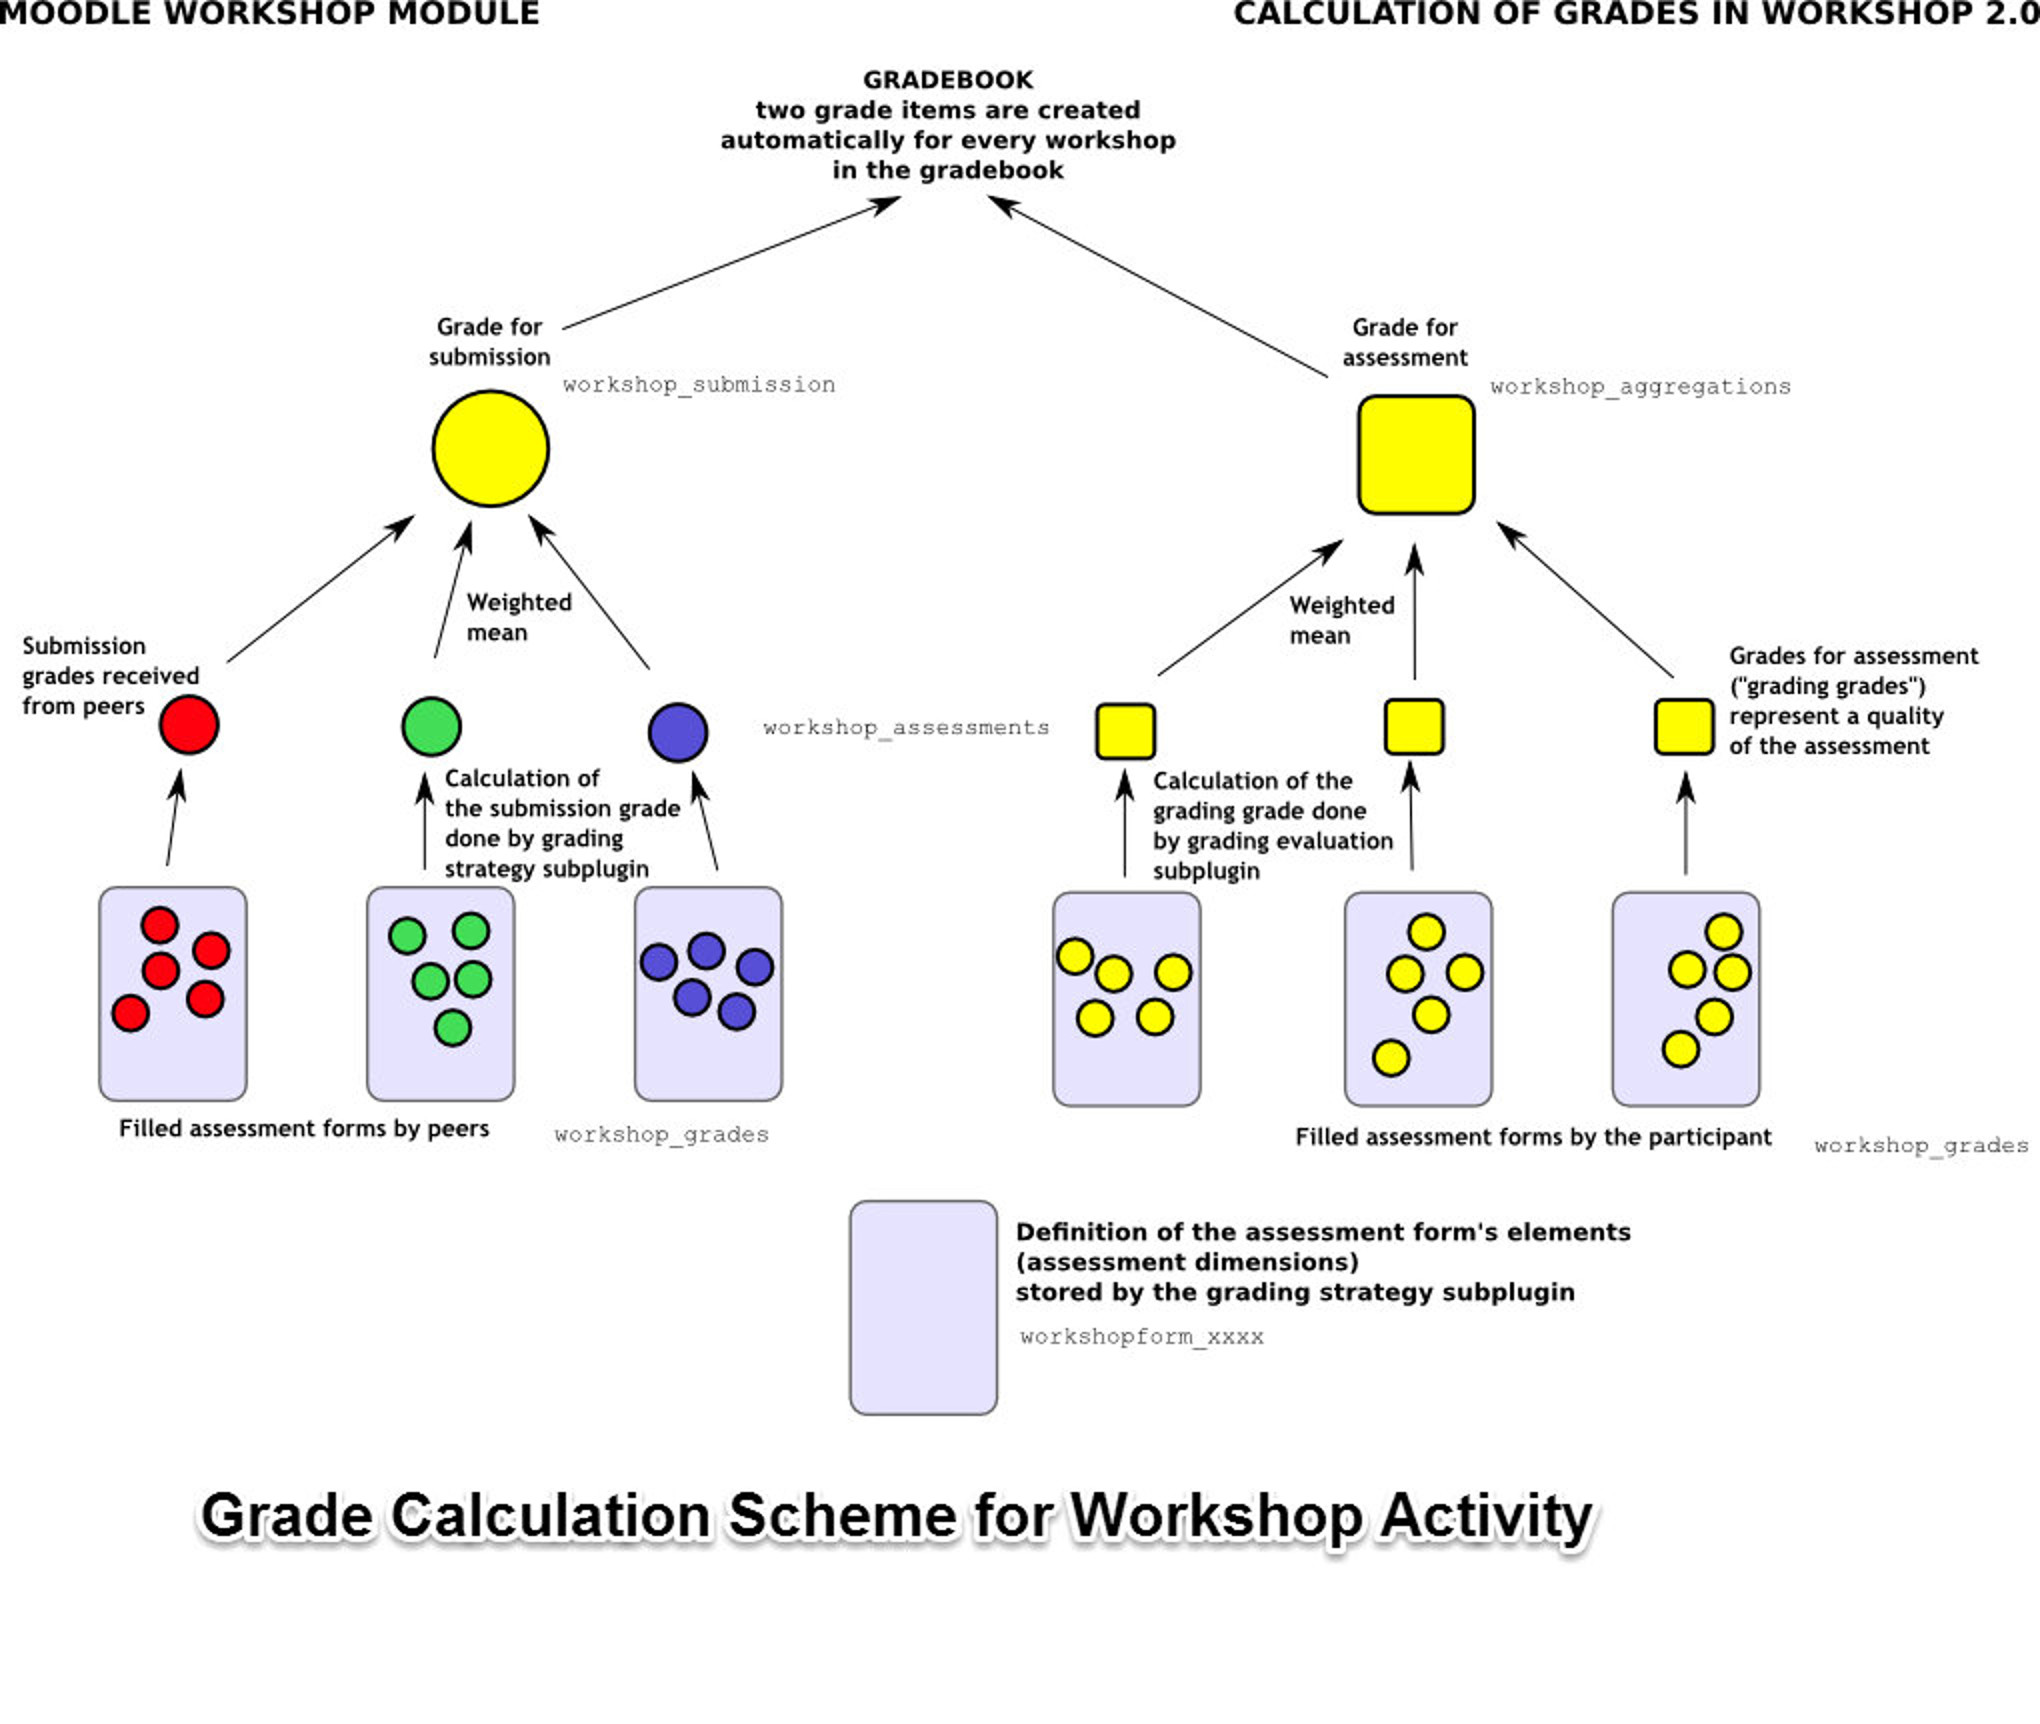 MOODLE WORKSHOP MODULE
CALCULATION OF GRADES IN WORKSHOP 2.0
GRADEBOOK
two grade items are created
automatically for every workshop
in the gradebook
Grade for
submission
workshop_submission
Grade for
assessment
workshop_aggregations
Weighted
mean
Weighted
mean
Submission
grades received
from peers
workshop_assessments
Grades for assessment
("grading grades")
represent a quality
of the assessment
Calculation of
the submission grade
done by grading
strategy subplugin
Calculation of the
grading grade done
by grading evaluation
subplugin
Filled assessment forms by peers
workshop_grades
Filled assessment forms by the participant
workshop_grades
Definition of the assessment form's elements
(assessment dimensions)
stored by the grading strategy subplugin
workshopform_xxxx
Grade Calculation Scheme for Workshop Activity